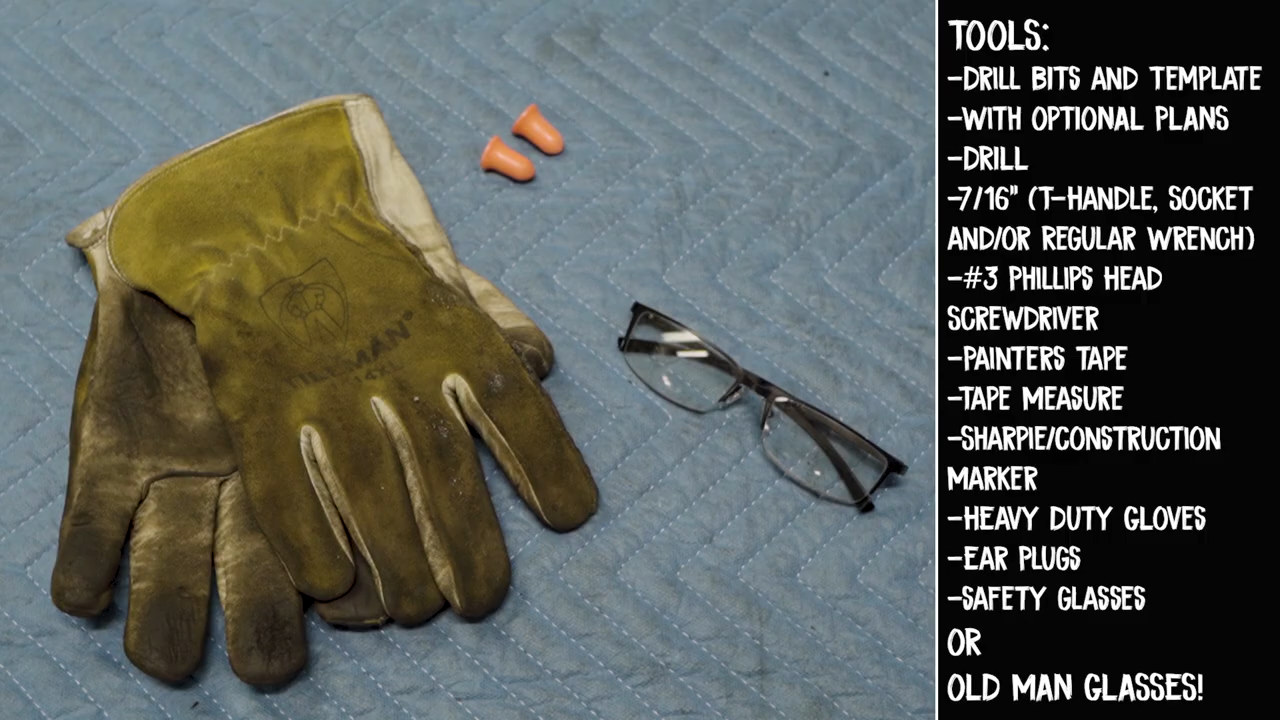 TOOLS:
-DRILL BITS AND TEMPLATE
-WITH OPTIONAL PLANS
-DRILL
-7/16" (T-HANDLE, SOCKET
AND/OR REGULAR WRENCH)
-#3 PHILLIPS HEAD
SCREWDRIVER
-PAINTERS TAPE
-TAPE MEASURE
-SHARPIE/CONSTRUCTION
MARKER
-HEAVY DUTY GLOVES
-EAR PLUGS
-SAFETY GLASSES
OR
OLD MAN GLASSES!